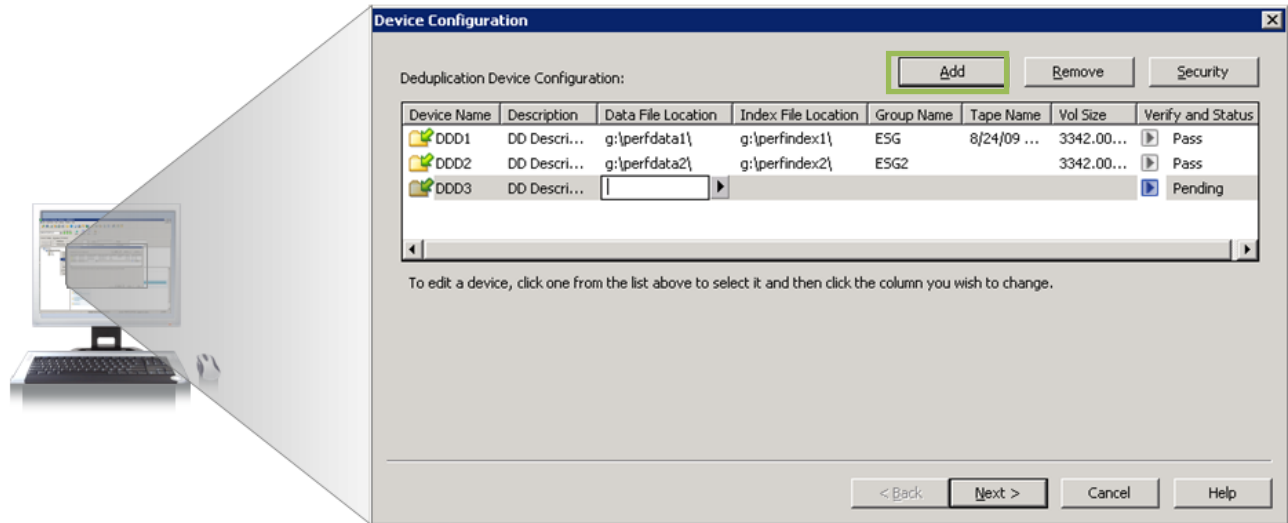 Device Configuration
Deduplication Device Configuration:
Add
Remove
Security
Device Name Description Data File Location Index File Location Group Name Tape Name Vol Size Verify and Status
DDD1 DD Descri... g:\perfdata1\ g:\perfindex1\ ESG 8/24/09 ... 3342.00... Pass
DDD2 DD Descri... g:\perfdata2\ g:\perfindex2\ ESG2 3342.00... Pass
DDD3 DD Descri... Pending
To edit a device, click one from the list above to select it and then click the column you wish to change.
< Back Next > Cancel Help